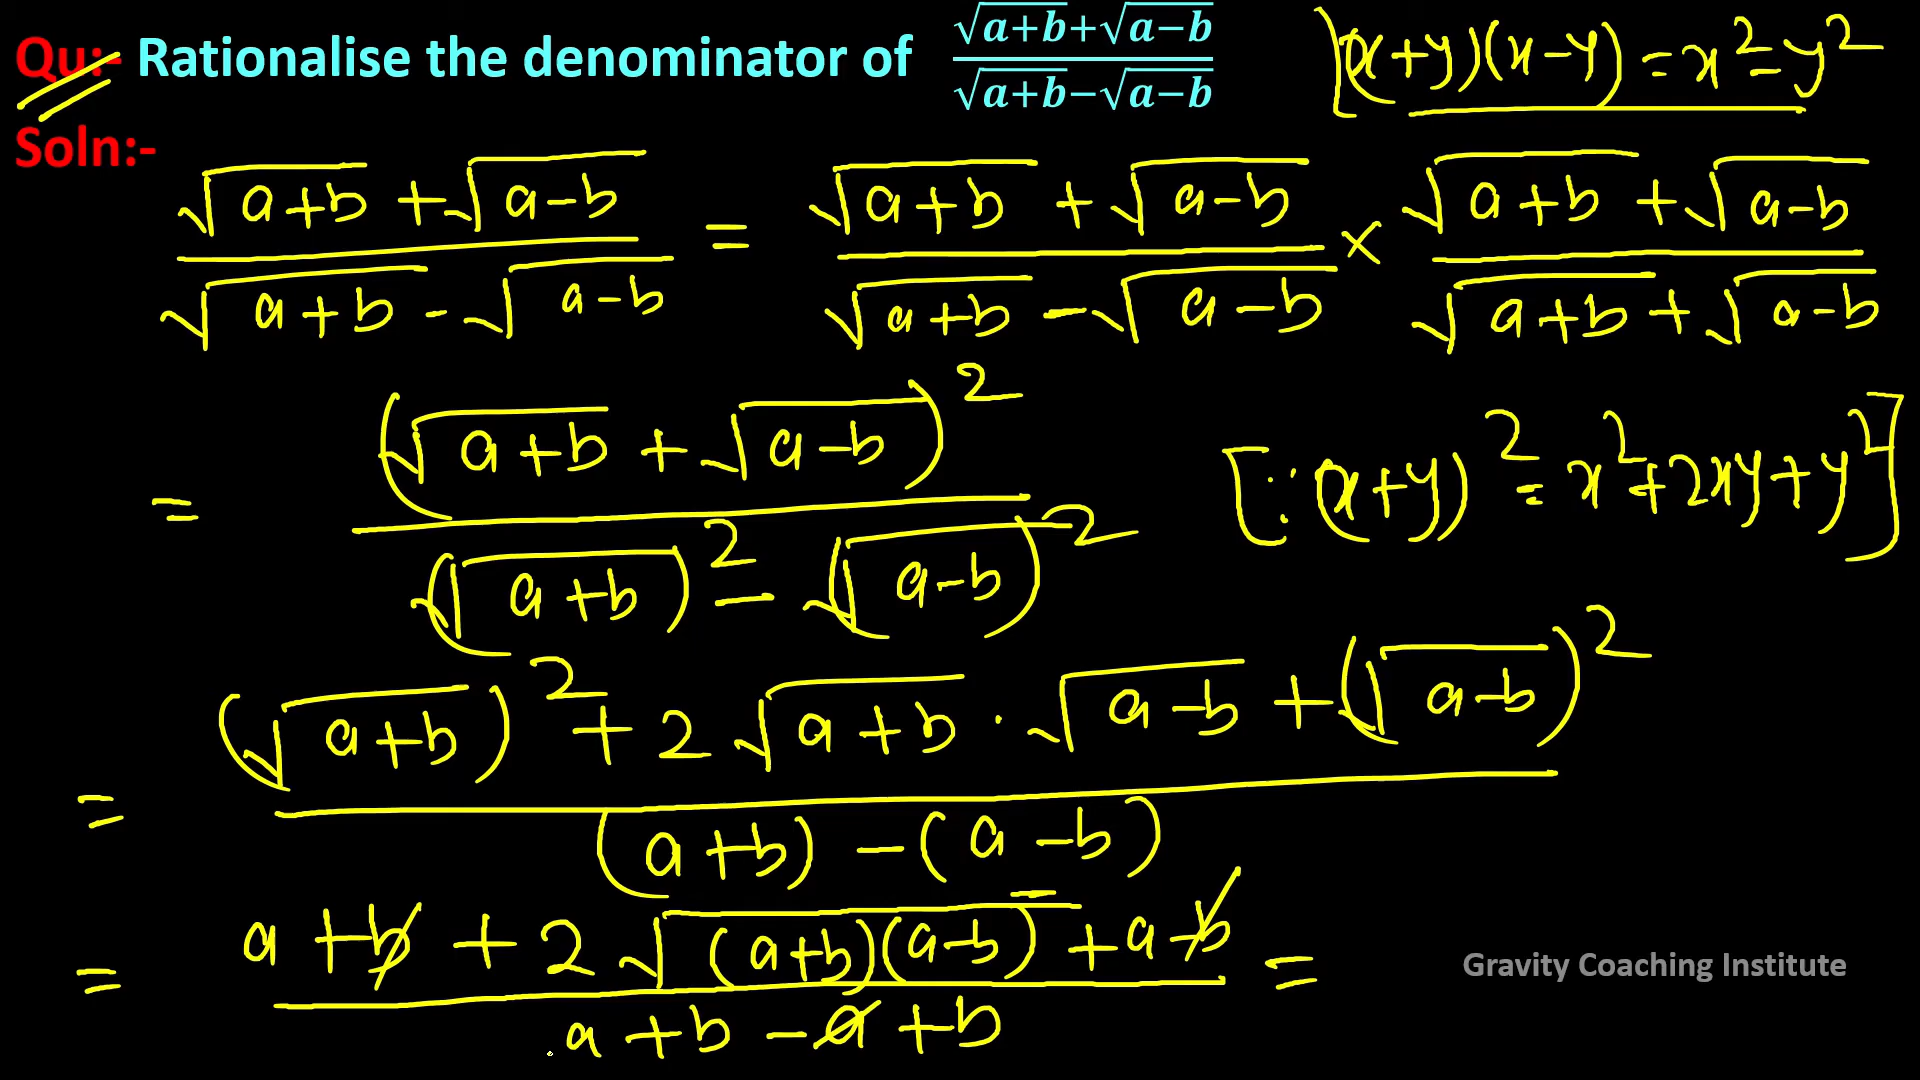 Qu:- Rationalise the denominator of (√(a+b)+√(a−b))/(√(a+b)−√(a−b)) [(x+y)(x-y) = x²-y²
Soln:-
(√(a+b) + √(a-b))/(√(a+b) - √(a-b)) = (√(a+b) + √(a-b))/(√(a+b) - √(a-b)) × (√(a+b) + √(a-b))/(√(a+b) + √(a-b))
= (√(a+b) + √(a-b))²/((√(a+b))² - (√(a-b))²) [∵ (x+y)² = x²+2xy+y²]
= ((√(a+b))² + 2√(a+b) · √(a-b) + (√(a-b))²)/((a+b) - (a-b))
= (a+b + 2√((a+b)(a-b)) + a-b)/(a+b-a+b) =
Gravity Coaching Institute